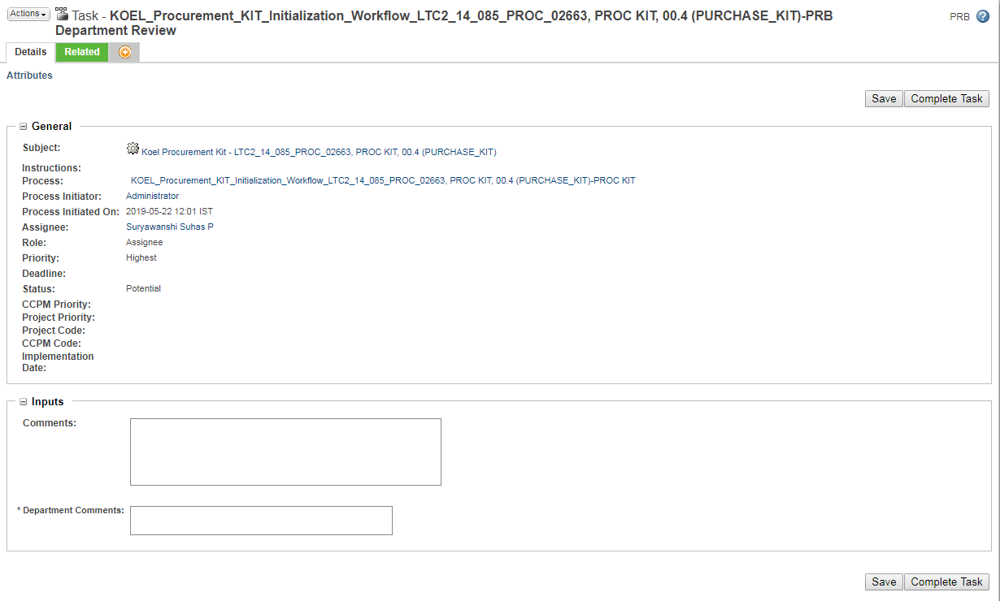 Actions
Task - KOEL_Procurement_KIT_Initialization_Workflow_LTC2_14_085_PROC_02663, PROC KIT, 00.4 (PURCHASE_KIT)-PRB
Department Review
PRB ?
Details Related
Attributes
Save Complete Task
General
Subject: Koel Procurement Kit - LTC2_14_085_PROC_02663, PROC KIT, 00.4 (PURCHASE_KIT)
Instructions:
Process: KOEL_Procurement_KIT_Initialization_Workflow_LTC2_14_085_PROC_02663, PROC KIT, 00.4 (PURCHASE_KIT)-PROC KIT
Process Initiator: Administrator
Process Initiated On: 2019-05-22 12:01 IST
Assignee: Suryawanshi Suhas P
Role: Assignee
Priority: Highest
Deadline:
Status: Potential
CCPM Priority:
Project Priority:
Project Code:
CCPM Code:
Implementation
Date:
Inputs
Comments:
* Department Comments:
Save Complete Task